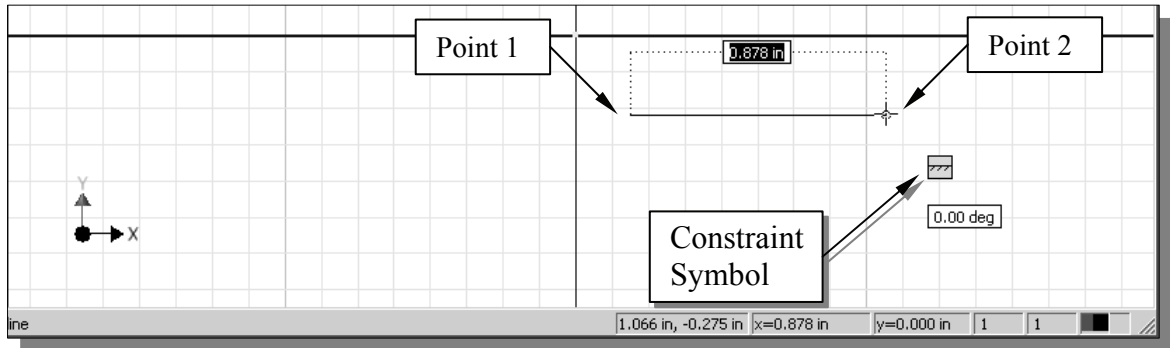 Point 1
0.878 in
Point 2
Y
X
0.00 deg
Constraint
Symbol
ine
1.066 in, -0.275 in
x=0.878 in
y=0.000 in
1
1